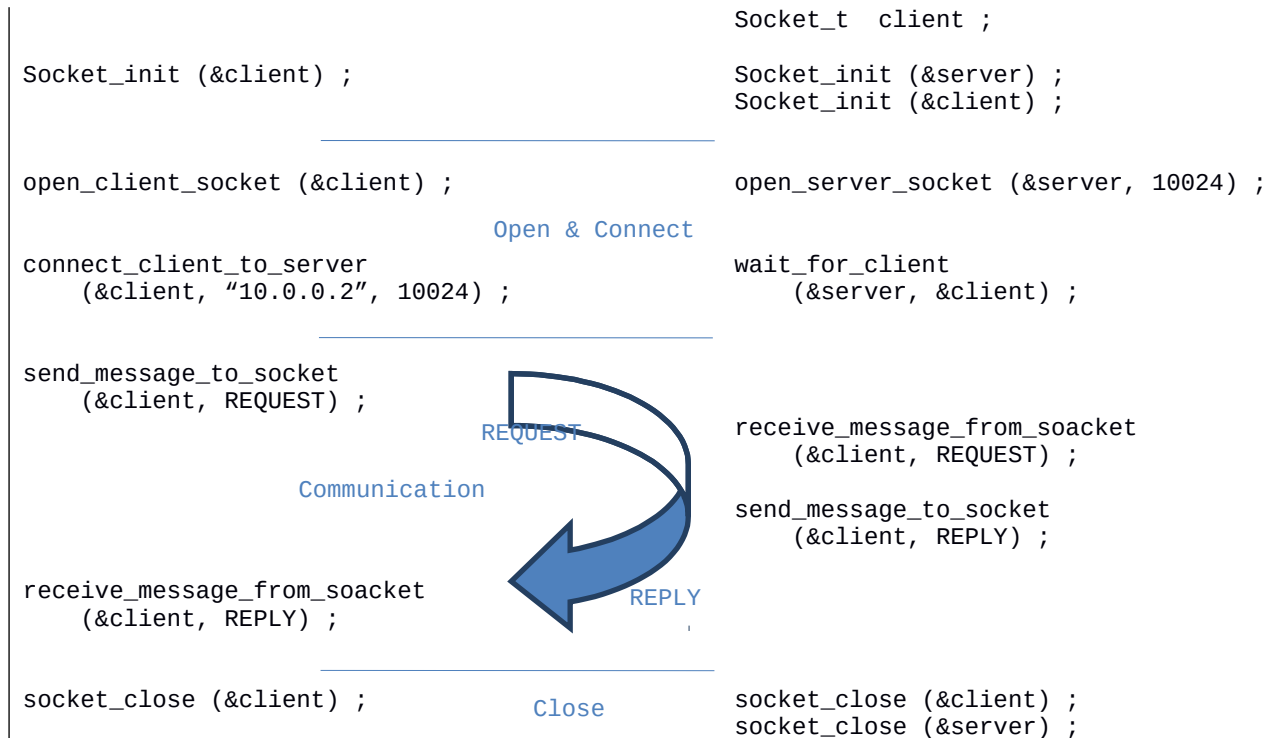 Socket_t  client ;
Socket_init (&client) ;
Socket_init (&server) ;
Socket_init (&client) ;
open_client_socket (&client) ;
open_server_socket (&server, 10024) ;
Open & Connect
connect_client_to_server
(&client, “10.0.0.2”, 10024) ;
wait_for_client
(&server, &client) ;
send_message_to_socket
(&client, REQUEST) ;
REQUEST
receive_message_from_soacket
(&client, REQUEST) ;
Communication
send_message_to_socket
(&client, REPLY) ;
receive_message_from_soacket
(&client, REPLY) ;
REPLY
socket_close (&client) ;
Close
socket_close (&client) ;
socket_close (&server) ;